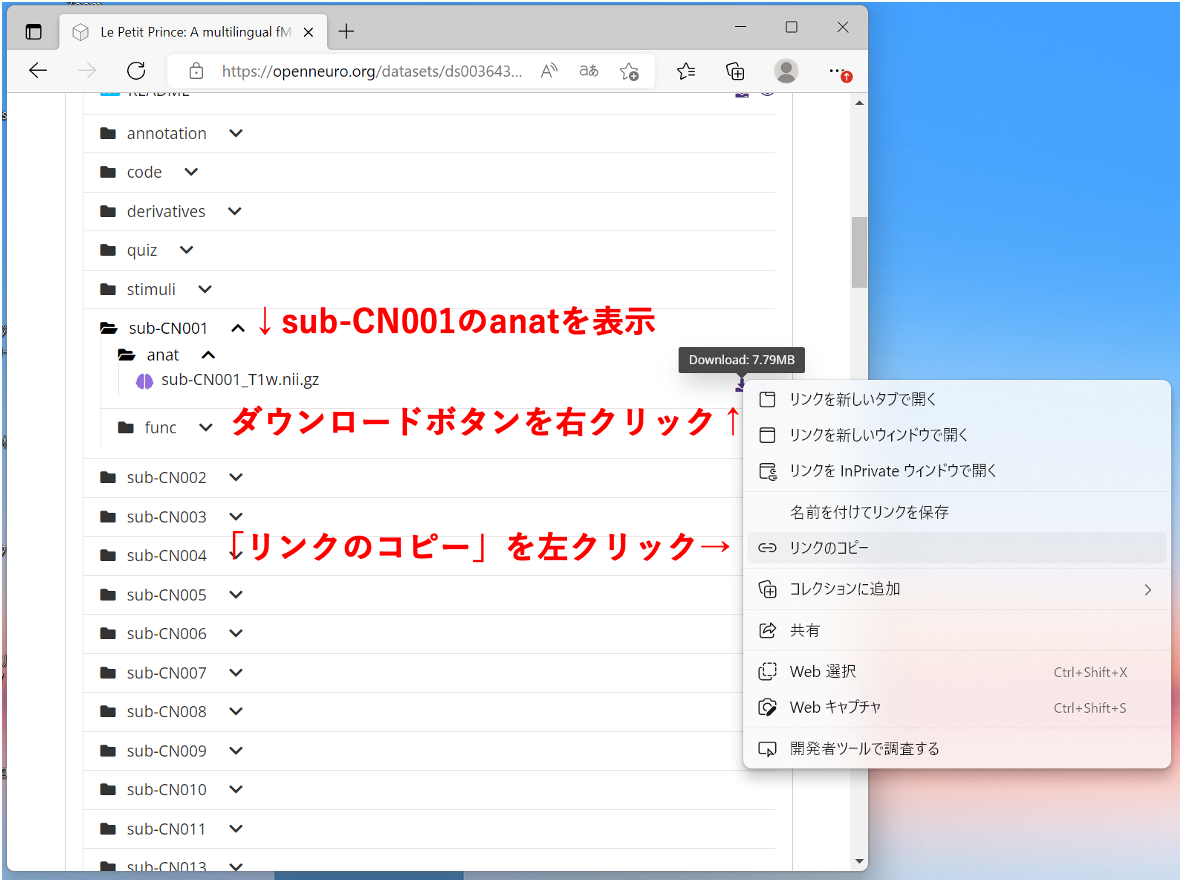 Le Petit Prince: A multilingual fM
https://openneuro.org/datasets/ds003643...
README
annotation
code
derivatives
quiz
stimuli
sub-CN001
↓sub-CN001のanatを表示
anat
Download: 7.79MB
sub-CN001_T1w.nii.gz
ダウンロードボタンを右クリック↑
func
sub-CN002
sub-CN003
「リンクのコピー」を左クリック→
sub-CN004
sub-CN005
sub-CN006
sub-CN007
sub-CN008
sub-CN009
sub-CN010
sub-CN011
sub-CN013
リンクを新しいタブで開く
リンクを新しいウィンドウで開く
リンクを InPrivate ウィンドウで開く
名前を付けてリンクを保存
リンクのコピー
コレクションに追加
共有
Web 選択 Ctrl+Shift+X
Web キャプチャ Ctrl+Shift+S
開発者ツールで調査する